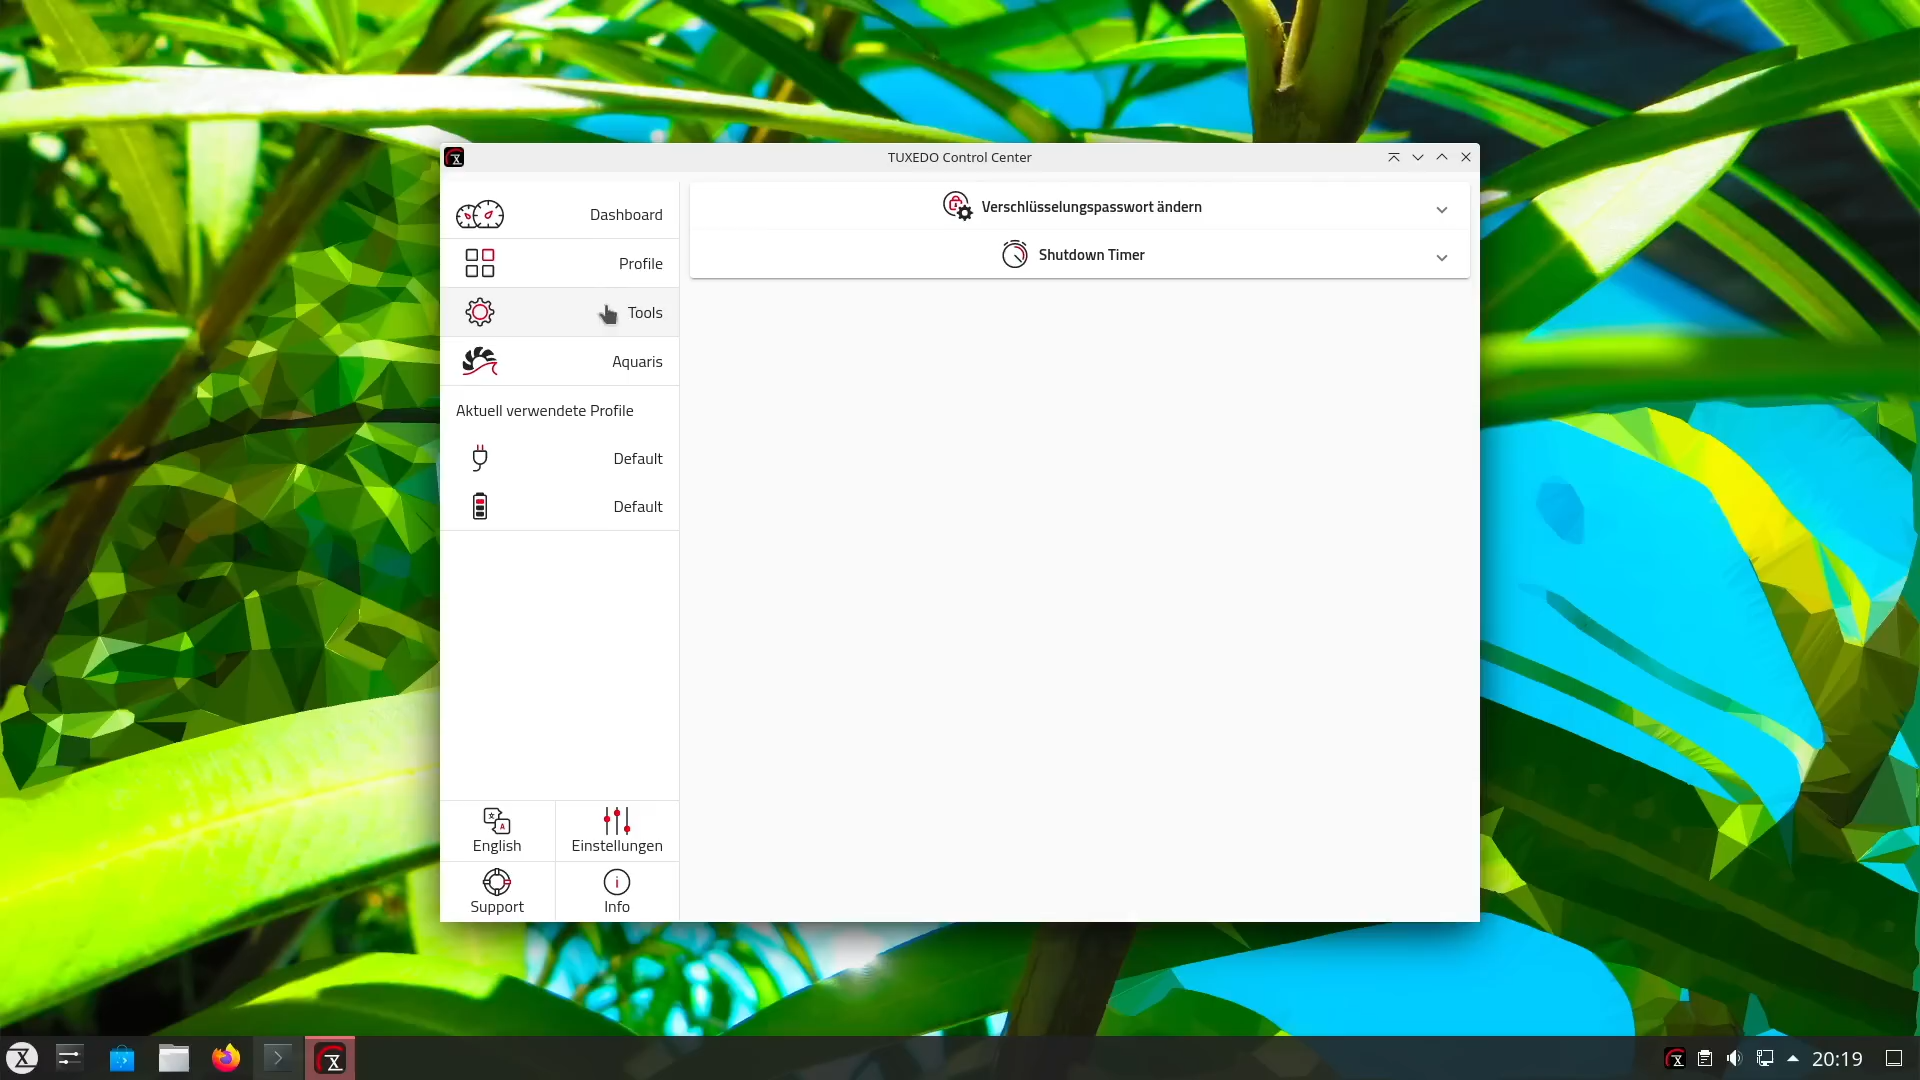 TUXEDO Control Center
Dashboard
Profile
Tools
Aquaris
Aktuell verwendete Profile
Default
Default
English
Einstellungen
Support
Info
Verschlüsselungspasswort ändern
Shutdown Timer
20:19